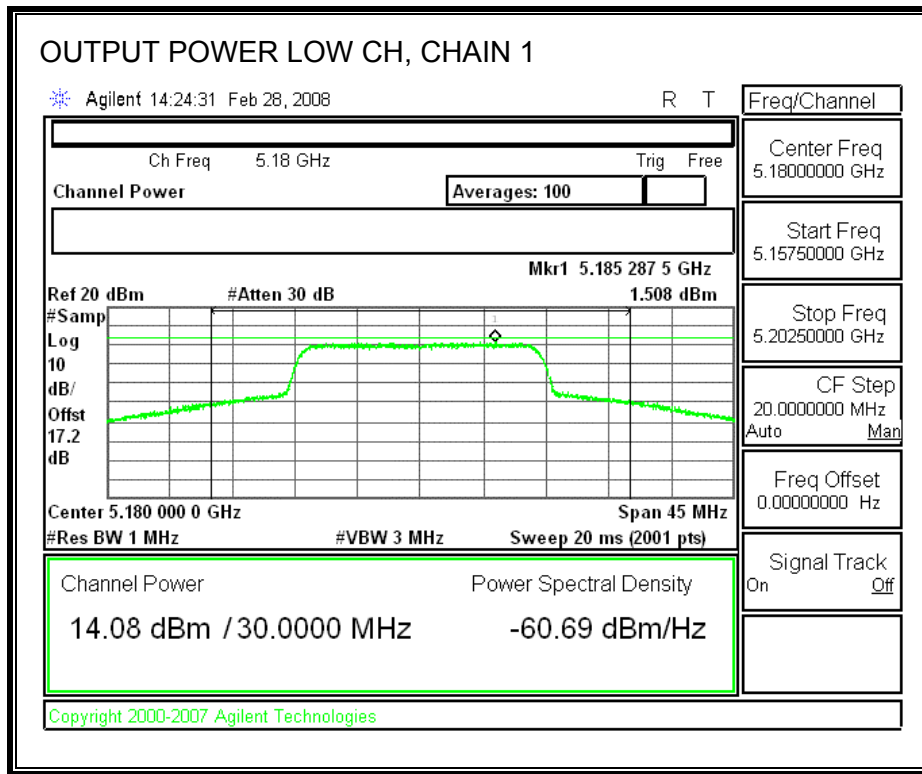 OUTPUT POWER LOW CH, CHAIN 1
Agilent 14:24:31 Feb 28, 2008 R T
Ch Freq 5.18 GHz Trig Free
Channel Power Averages: 100
Mkr1 5.185 287 5 GHz
Ref 20 dBm #Atten 30 dB 1.508 dBm
#Samp
Log
10
dB/
Offst
17.2
dB
1
Center 5.180 000 0 GHz Span 45 MHz
#Res BW 1 MHz #VBW 3 MHz Sweep 20 ms (2001 pts)
Channel Power Power Spectral Density
14.08 dBm / 30.0000 MHz -60.69 dBm/Hz
Copyright 2000-2007 Agilent Technologies
Freq/Channel
Center Freq
5.18000000 GHz
Start Freq
5.15750000 GHz
Stop Freq
5.20250000 GHz
CF Step
20.0000000 MHz
Auto Man
Freq Offset
0.00000000 Hz
Signal Track
On Off